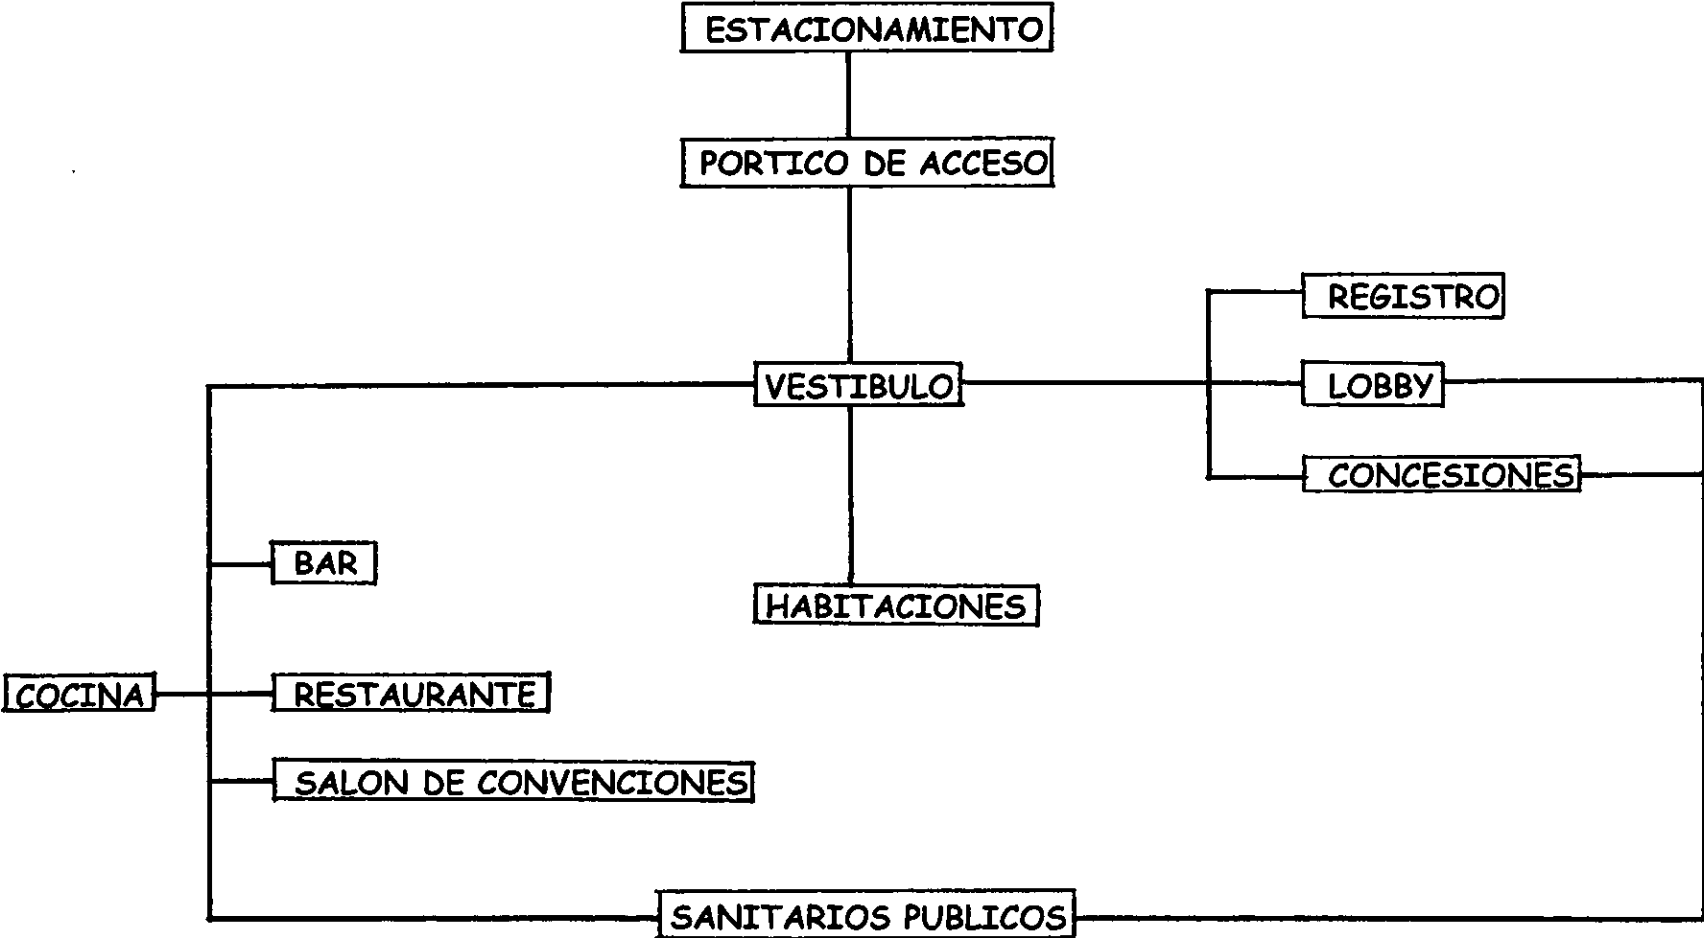 ESTACIONAMIENTO
PORTICO DE ACCESO
REGISTRO
VESTIBULO
LOBBY
CONCESIONES
BAR
HABITACIONES
COCINA
RESTAURANTE
SALON DE CONVENCIONES
SANITARIOS PUBLICOS